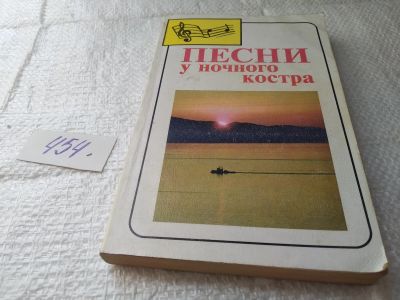 ПЕСНИ
у ночного
костра
454.